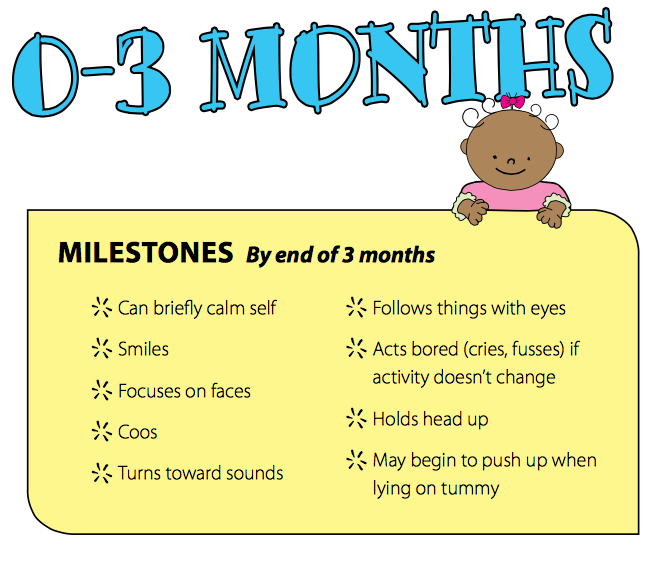 0-3 MONTHS
MILESTONES By end of 3 months
Can briefly calm self
Smiles
Focuses on faces
Coos
Turns toward sounds
Follows things with eyes
Acts bored (cries, fusses) if
activity doesn’t change
Holds head up
May begin to push up when
lying on tummy